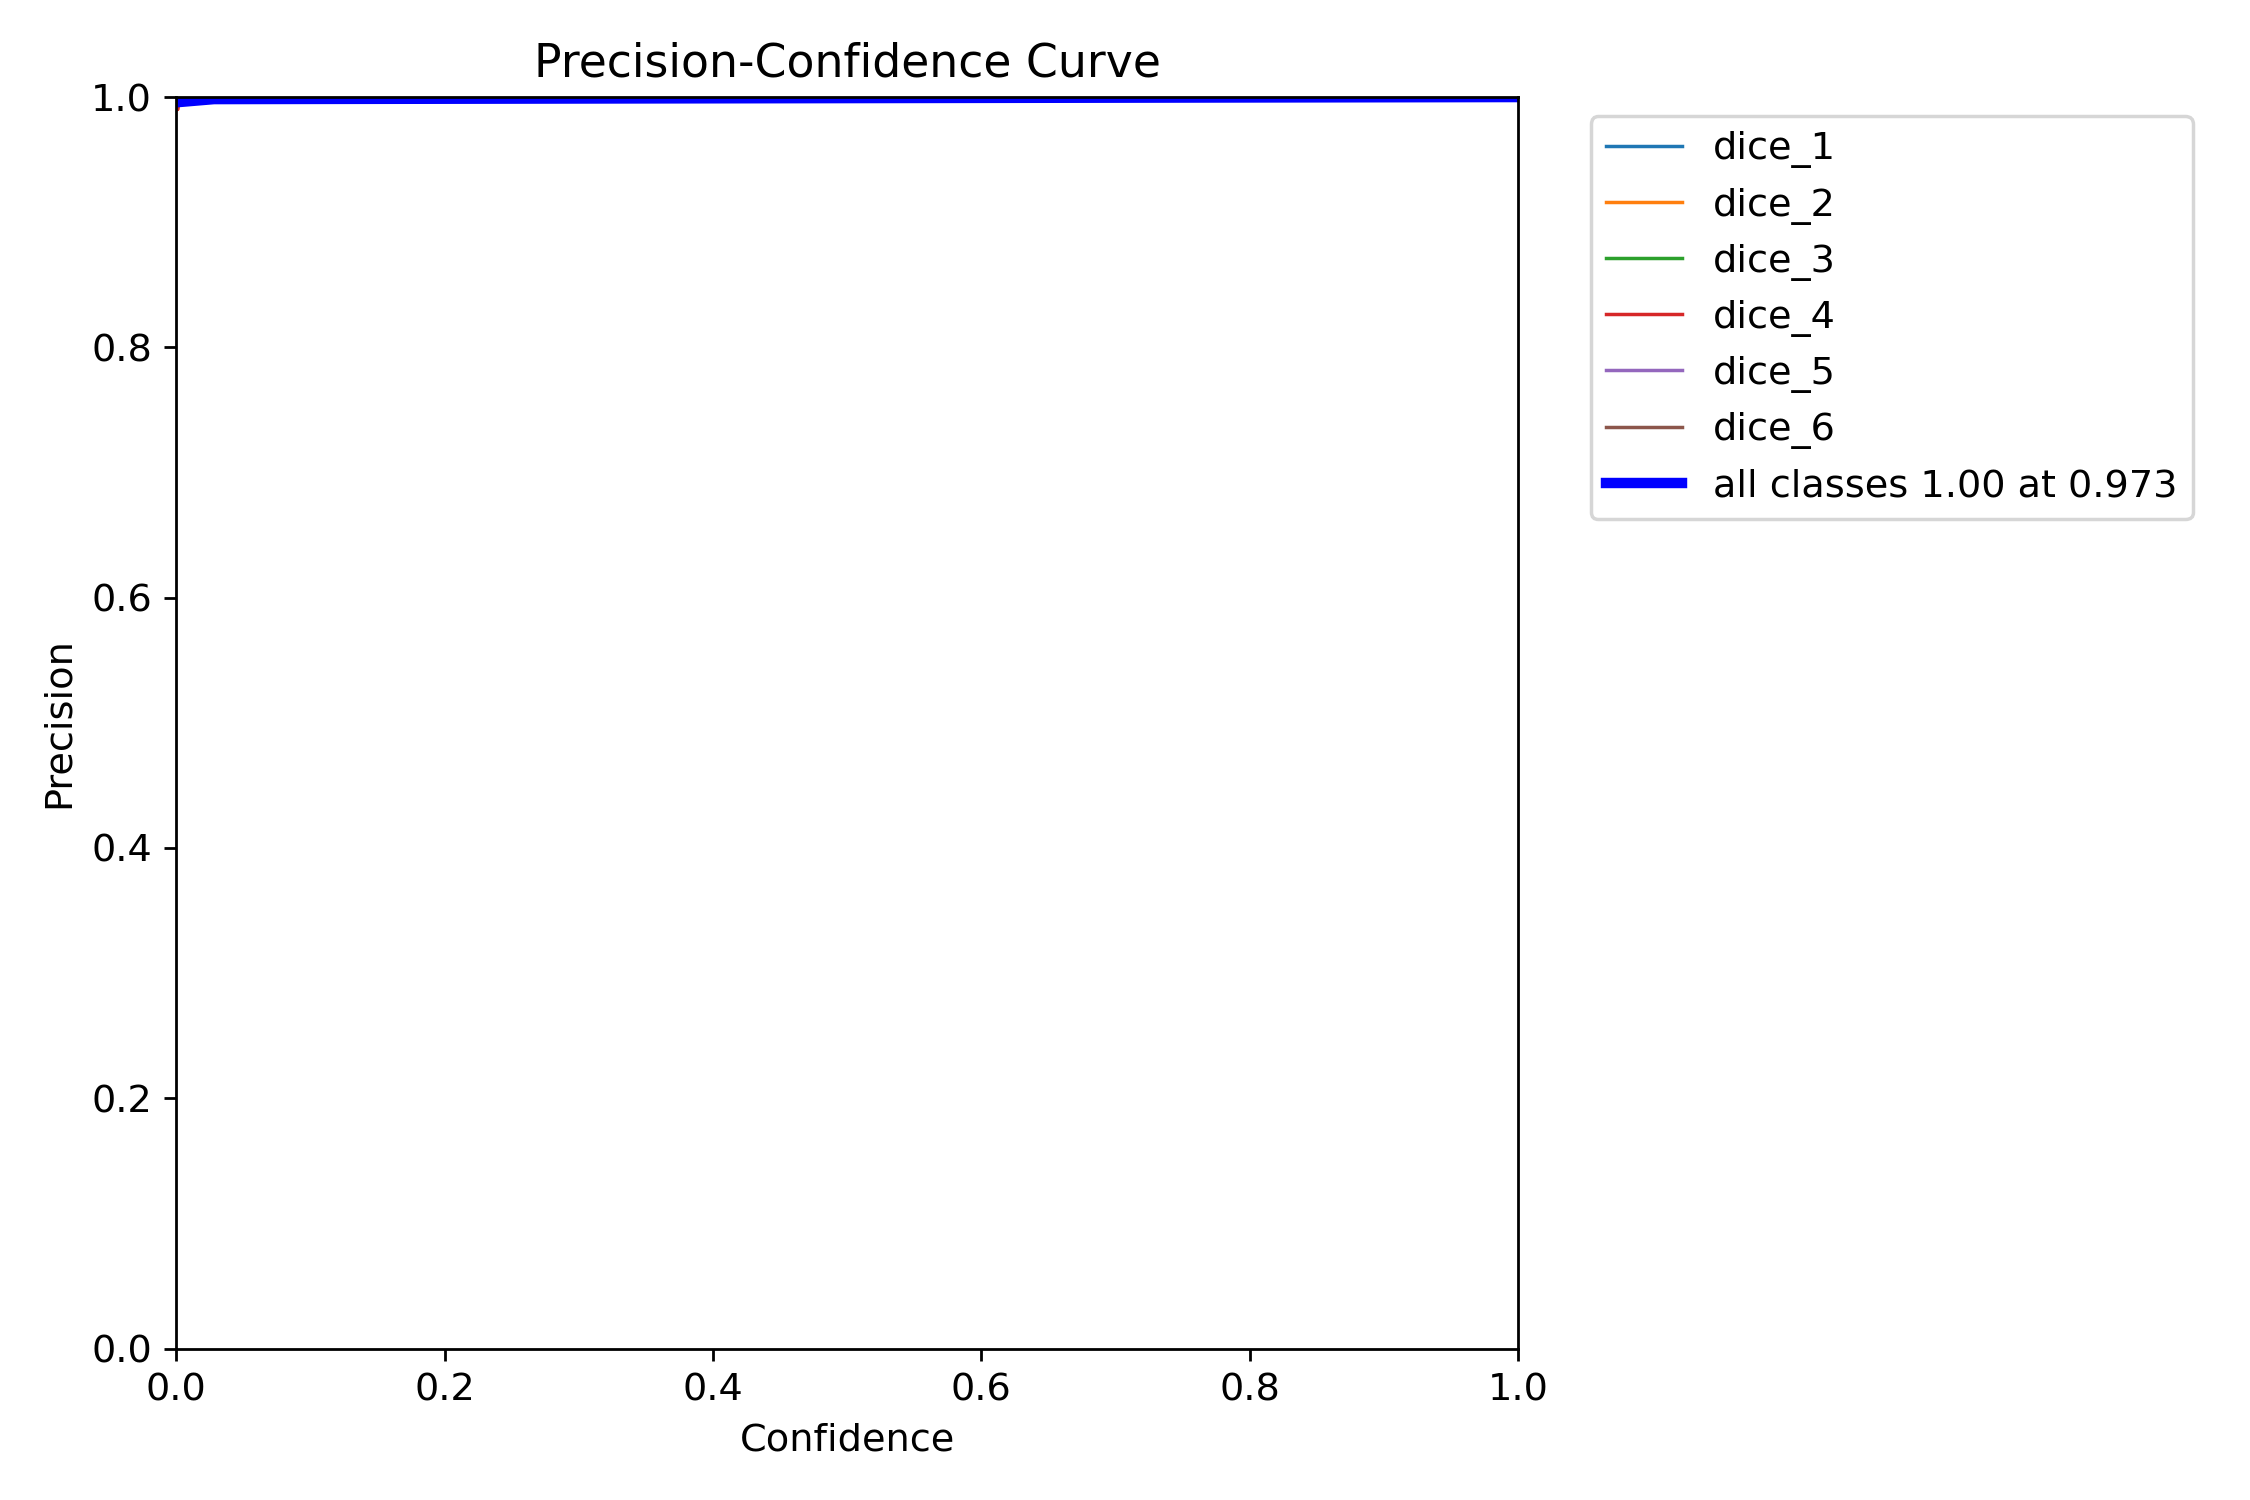 Precision-Confidence Curve
1.0
0.8
0.6
0.4
0.2
0.0
Precision
0.0 0.2 0.4 0.6 0.8 1.0
Confidence
dice_1
dice_2
dice_3
dice_4
dice_5
dice_6
all classes 1.00 at 0.973